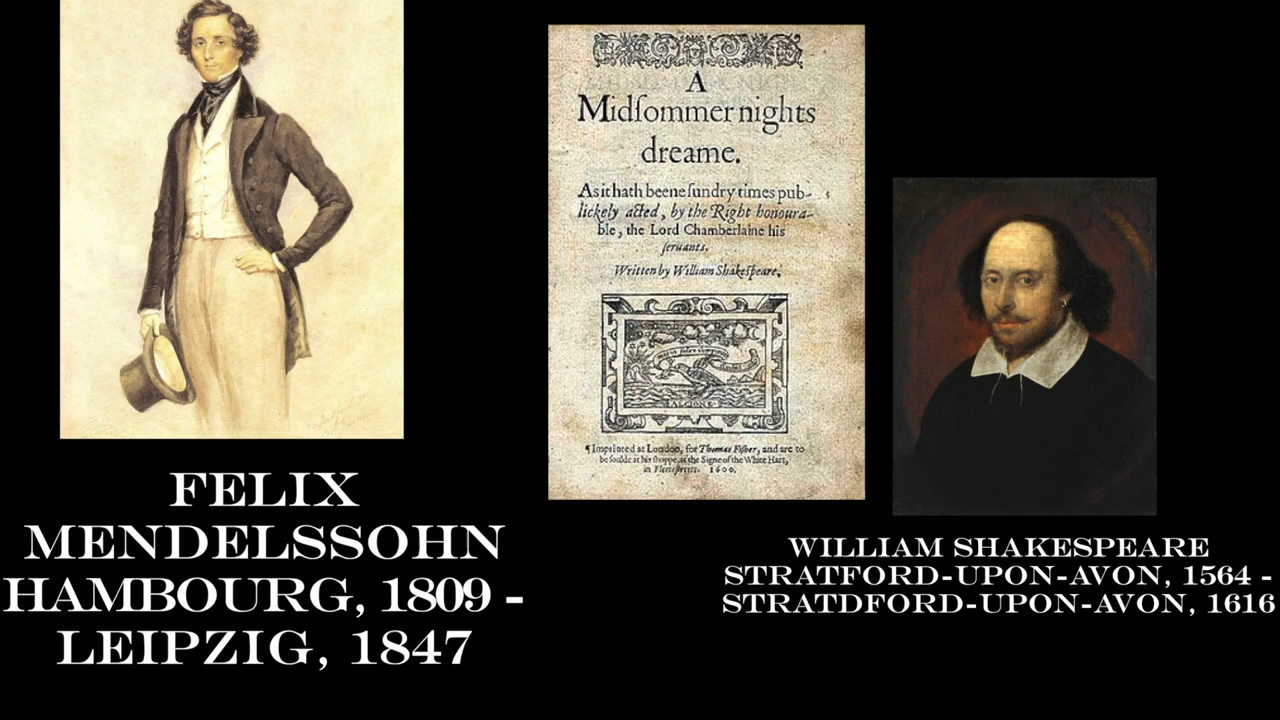 FELIX
MENDELSSOHN
HAMBOURG, 1809 -
LEIPZIG, 1847
A
Midſommer nights
dreame.
As it hath beene ſundry times pub-
lickely acted, by the Right honoura-
ble, the Lord Chamberlaine his
ſeruants.
Written by William Shakeſpeare.
ALCIONE
¶ Imprinted at London, for Thomas Fiſher, and are to
be ſoulde at his ſhoppe, at the Signe of the White Hart,
in Fleeteſtreete. 1600.
WILLIAM SHAKESPEARE
STRATFORD-UPON-AVON, 1564 -
STRATDFORD-UPON-AVON, 1616